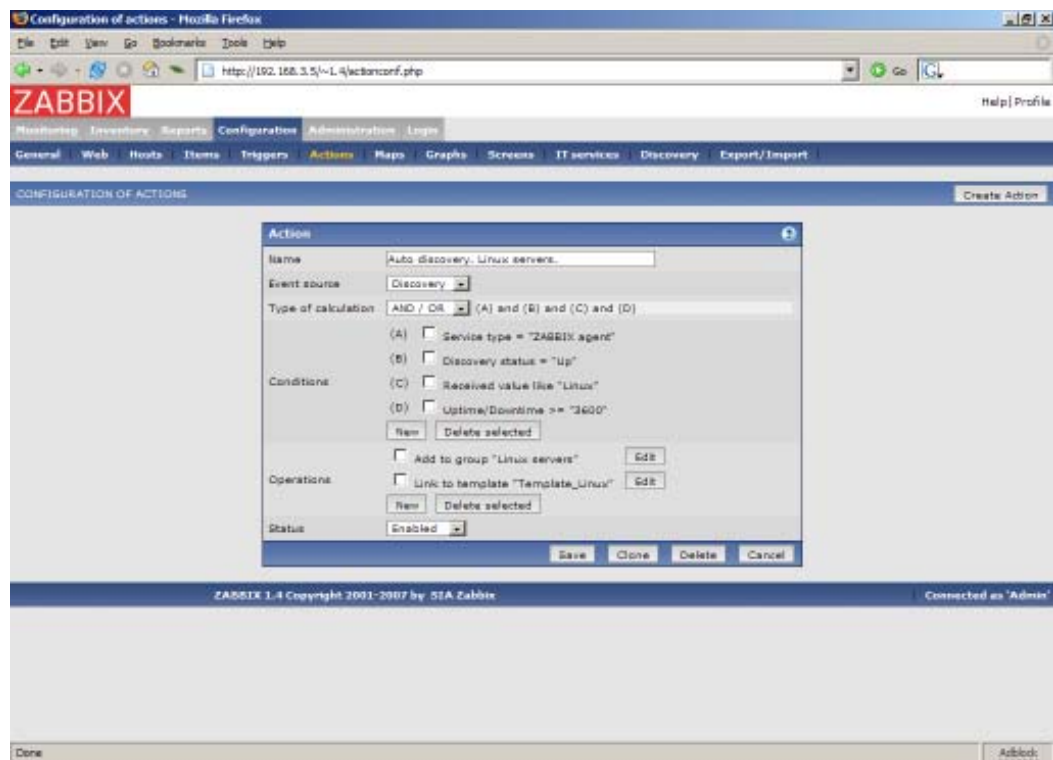 Configuration of actions - Mozilla Firefox
File Edit View Go Bookmarks Tools Help
http://192.168.3.5/~1.4/actionconf.php Go
ZABBIX
Help | Profile
Monitoring Inventory Reports Configuration Administration Login
General Web Hosts Items Triggers Actions Maps Graphs Screens IT services Discovery Export/Import
CONFIGURATION OF ACTIONS Create Action
Action
Name Auto discovery. Linux servers.
Event source Discovery
Type of calculation AND / OR (A) and (B) and (C) and (D)
(A) Service type = "ZABBIX agent"
(B) Discovery status = "Up"
Conditions (C) Received value like "Linux"
(D) Uptime/Downtime >= "3600"
New Delete selected
Add to group "Linux servers" Edit
Operations Link to template "Template_Linux" Edit
New Delete selected
Status Enabled
Save Clone Delete Cancel
ZABBIX 1.4 Copyright 2001-2007 by SIA Zabbix Connected as 'Admin'
Done Adblock